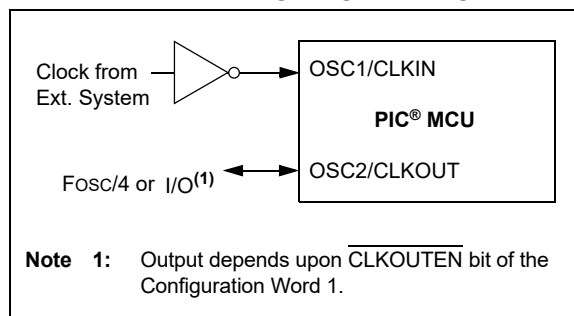 Clock from
Ext. System
OSC1/CLKIN
PIC® MCU
FOSC/4 or I/O(1)
OSC2/CLKOUT
Note 1: Output depends upon CLKOUTEN bit of the
Configuration Word 1.